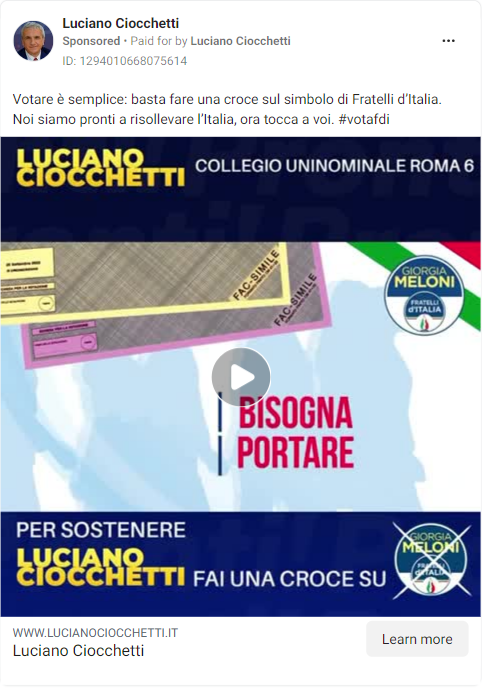 Luciano Ciocchetti
Sponsored • Paid for by Luciano Ciocchetti
ID: 1294010668075614
Votare è semplice: basta fare una croce sul simbolo di Fratelli d'Italia.
Noi siamo pronti a risollevare l'Italia, ora tocca a voi. #votafdi
LUCIANO
CIOCCHETTI
COLLEGIO UNINOMINALE ROMA 6
FAC-SIMILE
FAC-SIMILE
GIORGIA
MELONI
FRATELLI
d'ITALIA
BISOGNA
PORTARE
PER SOSTENERE
LUCIANO
CIOCCHETTI
FAI UNA CROCE SU
GIORGIA
MELONI
FRATELLI
d'ITALIA
WWW.LUCIANOCIOCCHETTI.IT
Luciano Ciocchetti
Learn more